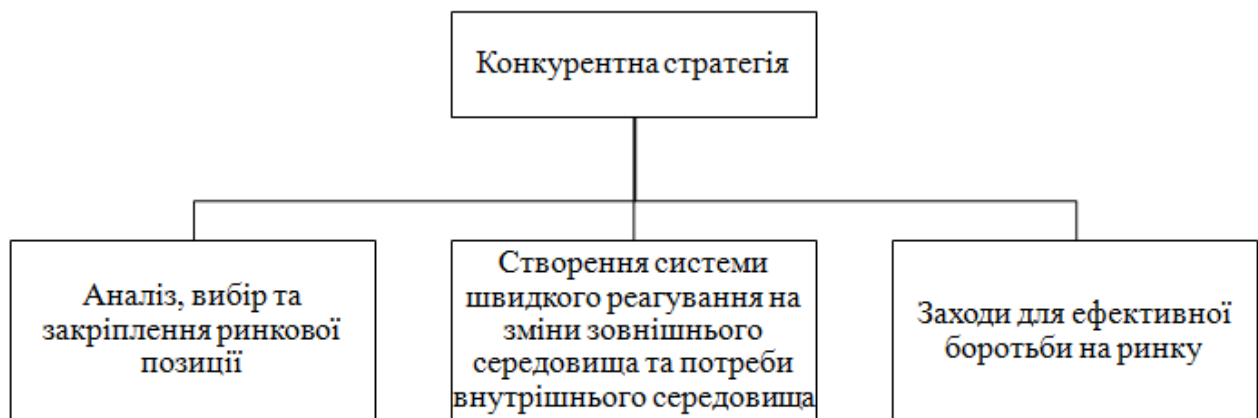 Конкурентна стратегія
Аналіз, вибір та
закріплення ринкової
позиції
Створення системи
швидкого реагування на
зміни зовнішнього
середовища та потреби
внутрішнього середовища
Заходи для ефективної
боротьби на ринку